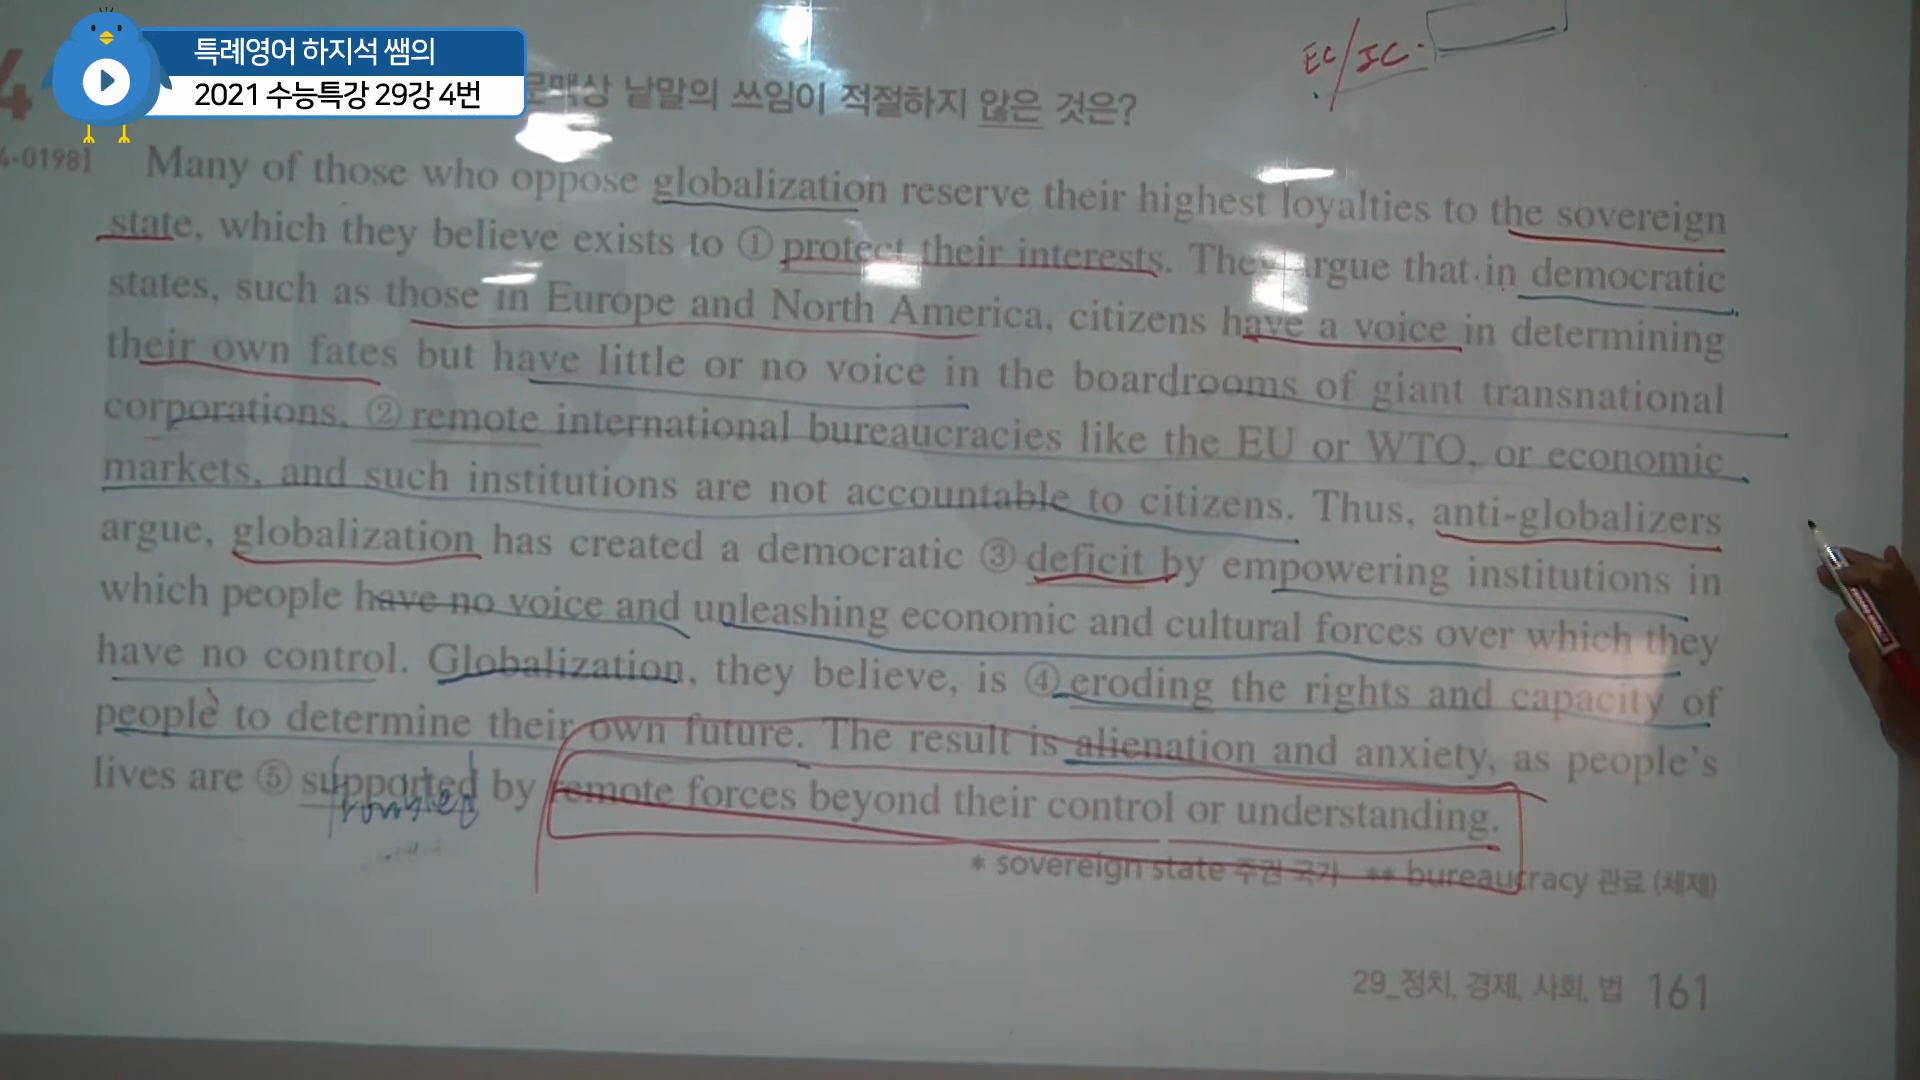 특례영어 하지석 쌤의
2021 수능특강 29강 4번
EC/IC.
4
맥상 낱말의 쓰임이 적절하지 않은 것은?
4-0198]
Many of those who oppose globalization reserve their highest loyalties to the sovereign
state, which they believe exists to ① protect their interests. They argue that in democratic
states, such as those in Europe and North America, citizens have a voice in determining
their own fates but have little or no voice in the boardrooms of giant transnational
corporations, ② remote international bureaucracies like the EU or WTO, or economic
markets, and such institutions are not accountable to citizens. Thus, anti-globalizers
argue, globalization has created a democratic ③ deficit by empowering institutions in
which people have no voice and unleashing economic and cultural forces over which they
have no control. Globalization, they believe, is ④ eroding the rights and capacity of
people to determine their own future. The result is alienation and anxiety, as people's
lives are ⑤ supported by remote forces beyond their control or understanding.
* sovereign state 주권 국가 ** bureaucracy 관료 (체제)
29_정치, 경제, 사회, 법 161